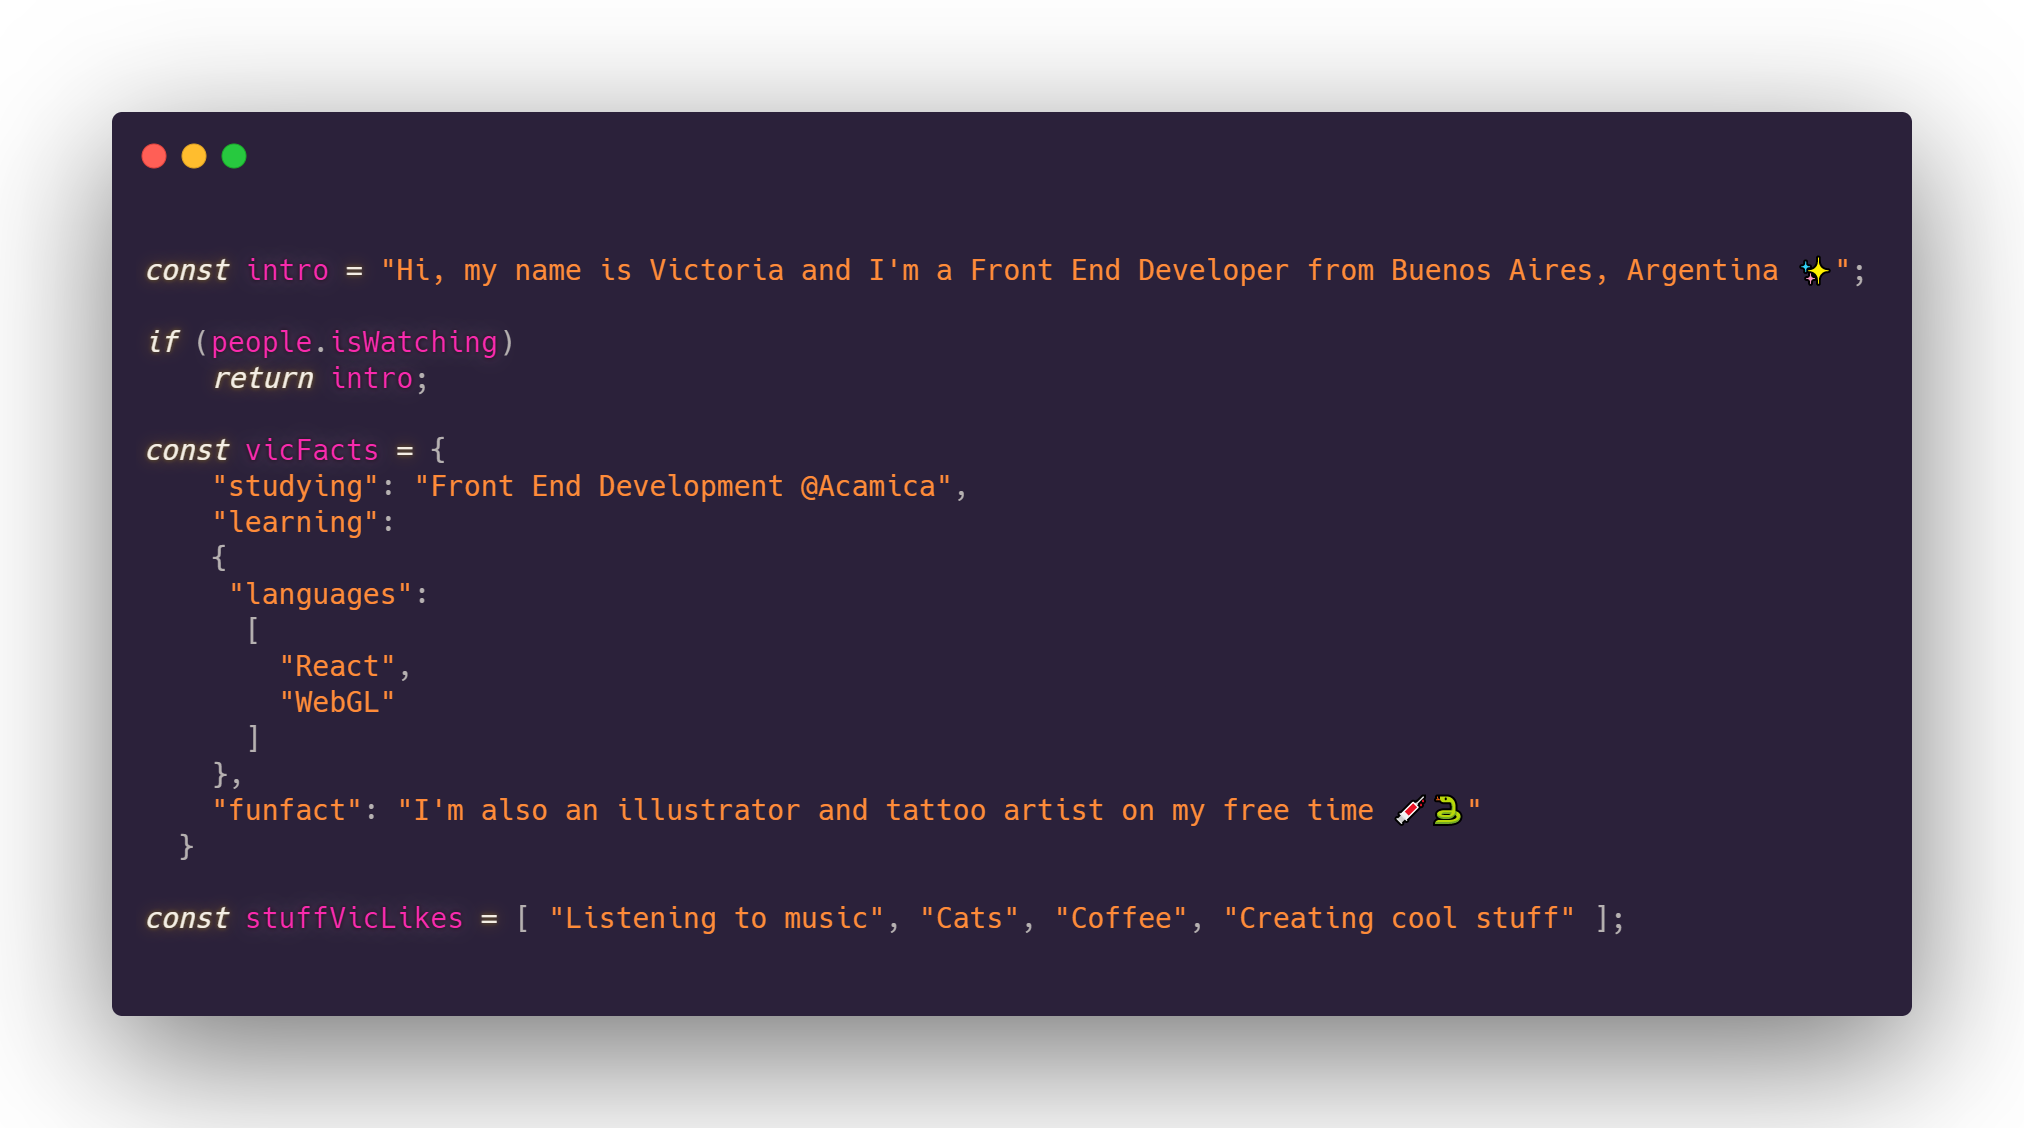 const intro = "Hi, my name is Victoria and I'm a Front End Developer from Buenos Aires, Argentina ✨";
if (people.isWatching)
    return intro;
const vicFacts = {
    "studying": "Front End Development @Acamica",
    "learning":
    {
     "languages":
      [
        "React",
        "WebGL"
      ]
    },
    "funfact": "I'm also an illustrator and tattoo artist on my free time 💉🐍"
  }
const stuffVicLikes = [ "Listening to music", "Cats", "Coffee", "Creating cool stuff" ];